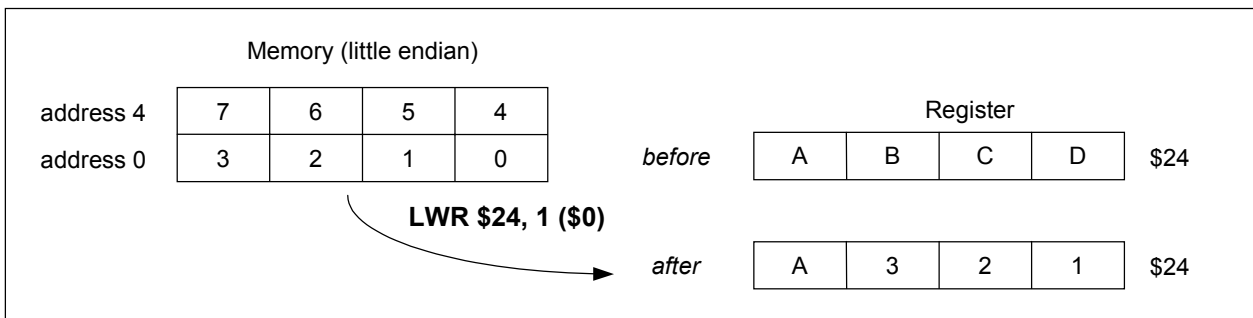 Memory (little endian)
address 4 7 6 5 4
address 0 3 2 1 0
LWR $24, 1 ($0)
Register
before A B C D $24
after A 3 2 1 $24